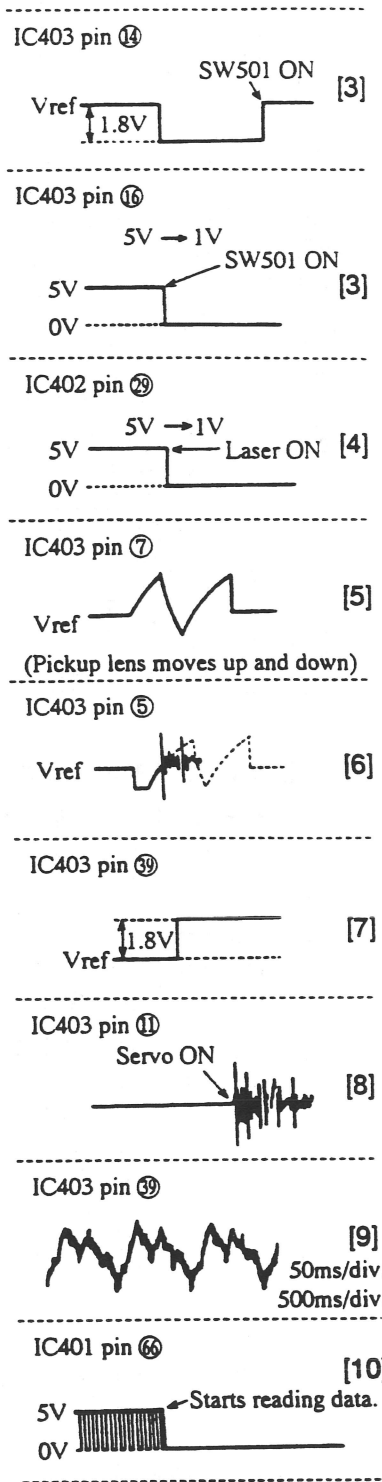 IC403 pin ⑭
SW501 ON
[3]
Vref
1.8V
IC403 pin ⑯
5V → 1V
SW501 ON
[3]
5V
0V
IC402 pin ㉙
5V → 1V
5V
Laser ON
[4]
0V
IC403 pin ⑦
[5]
Vref
(Pickup lens moves up and down)
IC403 pin ⑤
Vref
[6]
IC403 pin ㊴
[7]
1.8V
Vref
IC403 pin ⑪
Servo ON
[8]
IC403 pin ㊴
[9]
50ms/div
500ms/div
IC401 pin 66
[10]
5V
Starts reading data.
0V